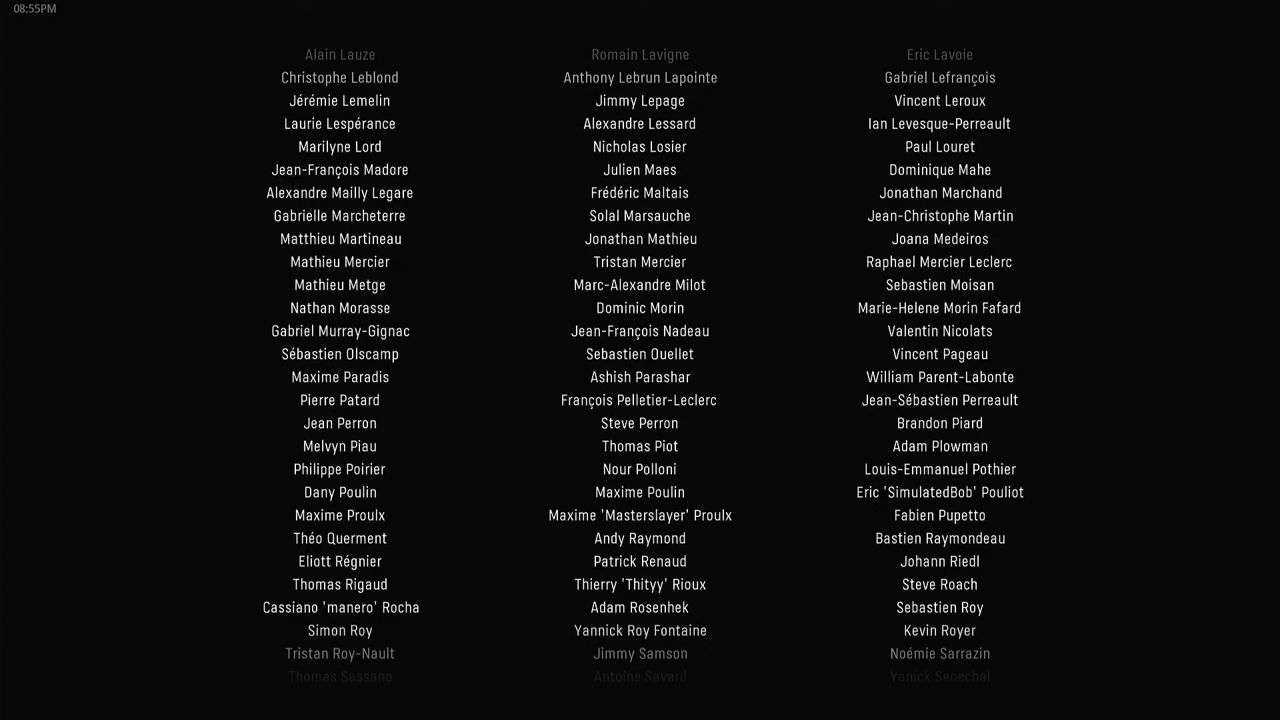 08:55PM
Alain Lauze Romain Lavigne Eric Lavoie
Christophe Leblond Anthony Lebrun Lapointe Gabriel Lefrançois
Jérémie Lemelin Jimmy Lepage Vincent Leroux
Laurie Lespérance Alexandre Lessard Ian Levesque-Perreault
Marilyne Lord Nicholas Losier Paul Louret
Jean-François Madore Julien Maes Dominique Mahe
Alexandre Mailly Legare Frédéric Maltais Jonathan Marchand
Gabrielle Marcheterre Solal Marsauche Jean-Christophe Martin
Matthieu Martineau Jonathan Mathieu Joana Medeiros
Mathieu Mercier Tristan Mercier Raphael Mercier Leclerc
Mathieu Metge Marc-Alexandre Milot Sebastien Moisan
Nathan Morasse Dominic Morin Marie-Helene Morin Fafard
Gabriel Murray-Gignac Jean-François Nadeau Valentin Nicolats
Sébastien Olscamp Sebastien Ouellet Vincent Pageau
Maxime Paradis Ashish Parashar William Parent-Labonte
Pierre Patard François Pelletier-Leclerc Jean-Sébastien Perreault
Jean Perron Steve Perron Brandon Piard
Melvyn Piau Thomas Piot Adam Plowman
Philippe Poirier Nour Polloni Louis-Emmanuel Pothier
Dany Poulin Maxime Poulin Eric 'SimulatedBob' Pouliot
Maxime Proulx Maxime 'Masterslayer' Proulx Fabien Pupetto
Théo Querment Andy Raymond Bastien Raymondeau
Eliott Régnier Patrick Renaud Johann Riedl
Thomas Rigaud Thierry 'Thityy' Rioux Steve Roach
Cassiano 'manero' Rocha Adam Rosenhek Sebastien Roy
Simon Roy Yannick Roy Fontaine Kevin Royer
Tristan Roy-Nault Jimmy Samson Noémie Sarrazin
Thomas Sassano Antoine Savard Yanick Senechal